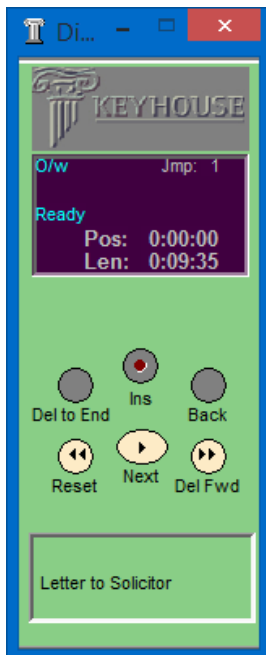 Di...
KEYHOUSE
O/w Jmp: 1
Ready
Pos: 0:00:00
Len: 0:09:35
Del to End Ins Back
Reset Next Del Fwd
Letter to Solicitor